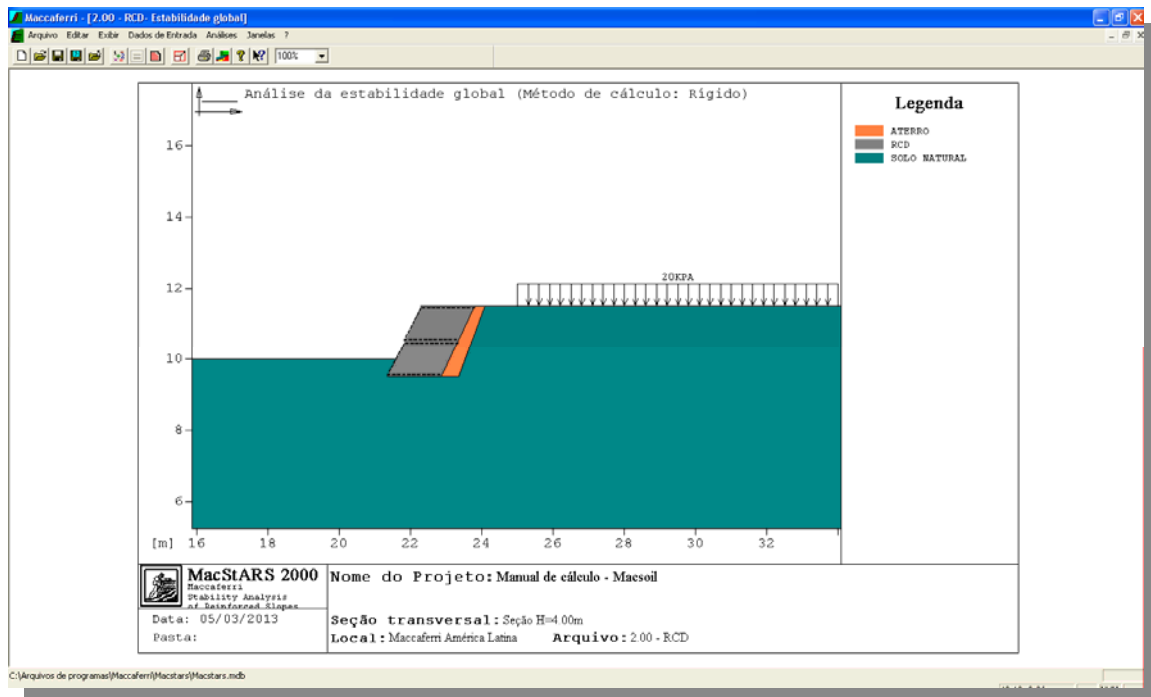 Maccaferri - [2.00 - RCD- Estabilidade global]
Arquivo Editar Exibir Dados de Entrada Análises Janelas ?
100%
Análise da estabilidade global (Método de cálculo: Rígido)
Legenda
ATERRO
RCD
SOLO NATURAL
16
14
12
10
8
6
20KPA
[m] 16 18 20 22 24 26 28 30 32
MacStARS 2000
Maccaferri
Stability Analysis
of Reinforced Slopes
Data: 05/03/2013
Pasta:
Nome do Projeto: Manual de cálculo - Macsoil
Seção transversal: Seção H=4.00m
Local: Maccaferri América Latina Arquivo: 2.00 - RCD
C:\Arquivos de programas\Maccaferri\Macstars\Macstars.mdb